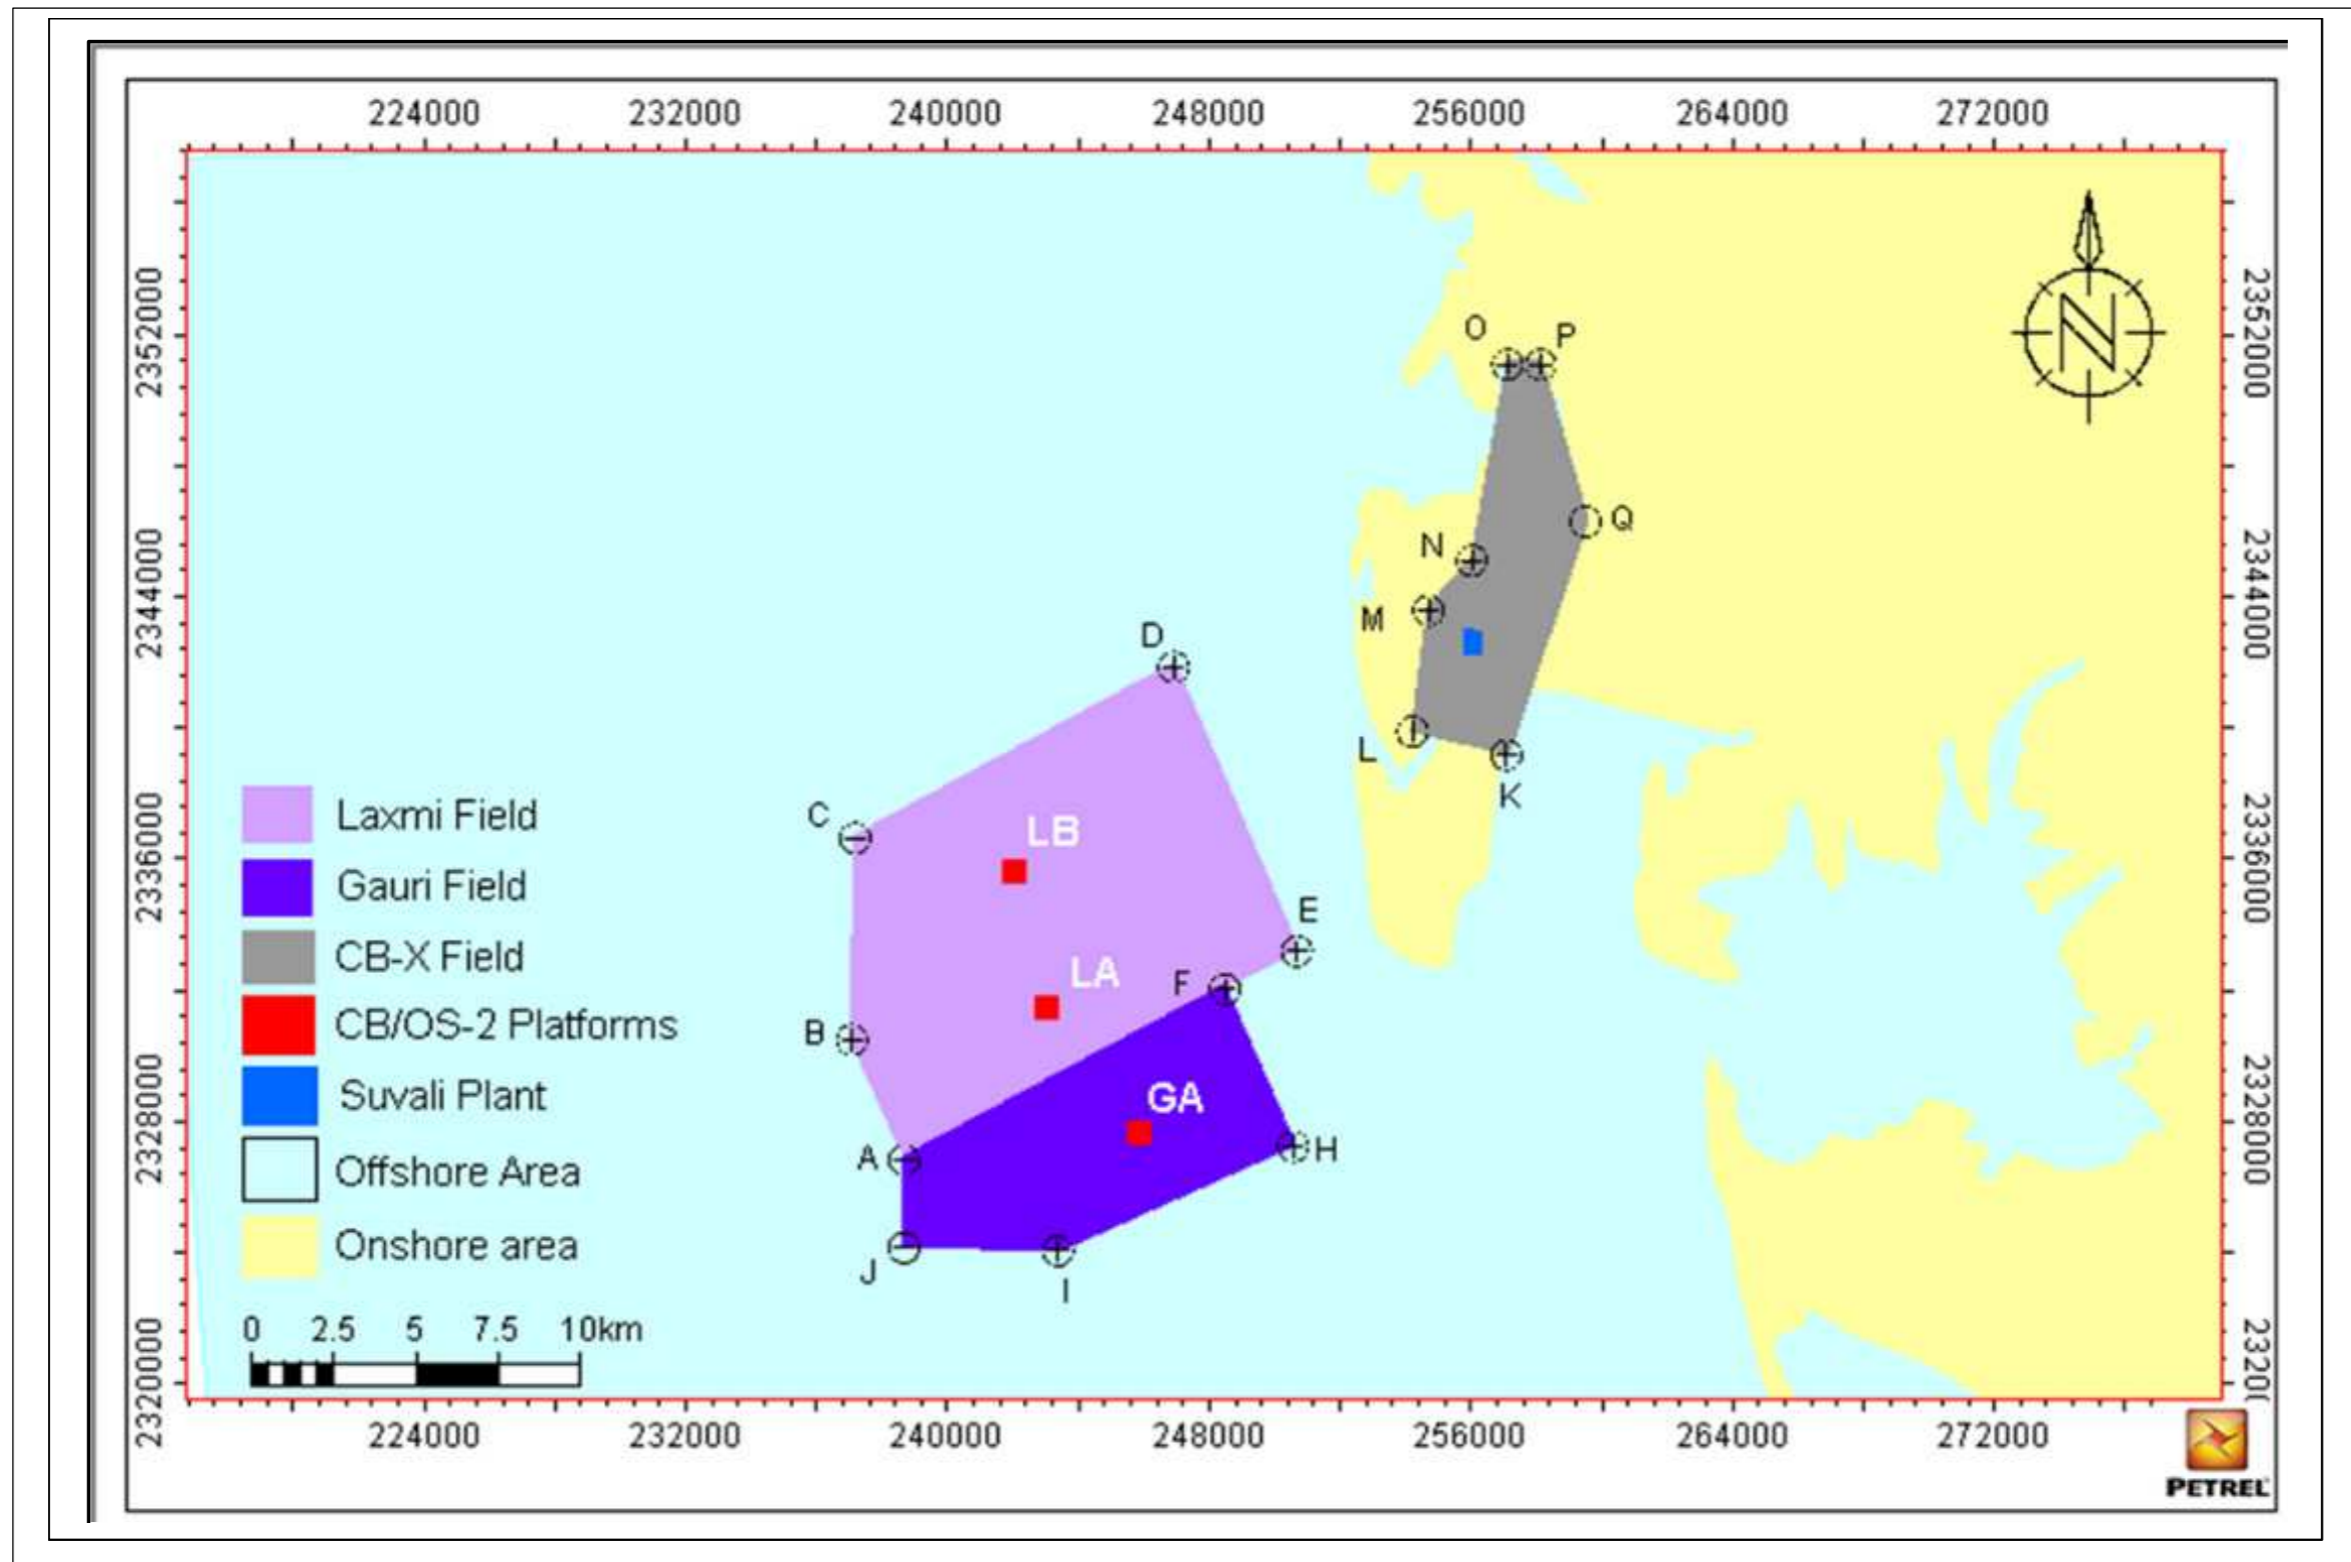 224000 232000 240000 248000 256000 264000 272000
2352000
2352000
O
P
Q
N
2344000
2344000
M
D
L
K
C
Laxmi Field
LB
2336000
2336000
Gauri Field
E
CB-X Field
LA
F
CB/OS-2 Platforms
B
2328000
2328000
Suvali Plant
GA
A
H
Offshore Area
Onshore area
J
I
0 2.5 5 7.5 10km
2320000
232000
224000 232000 240000 248000 256000 264000 272000
N
PETREL